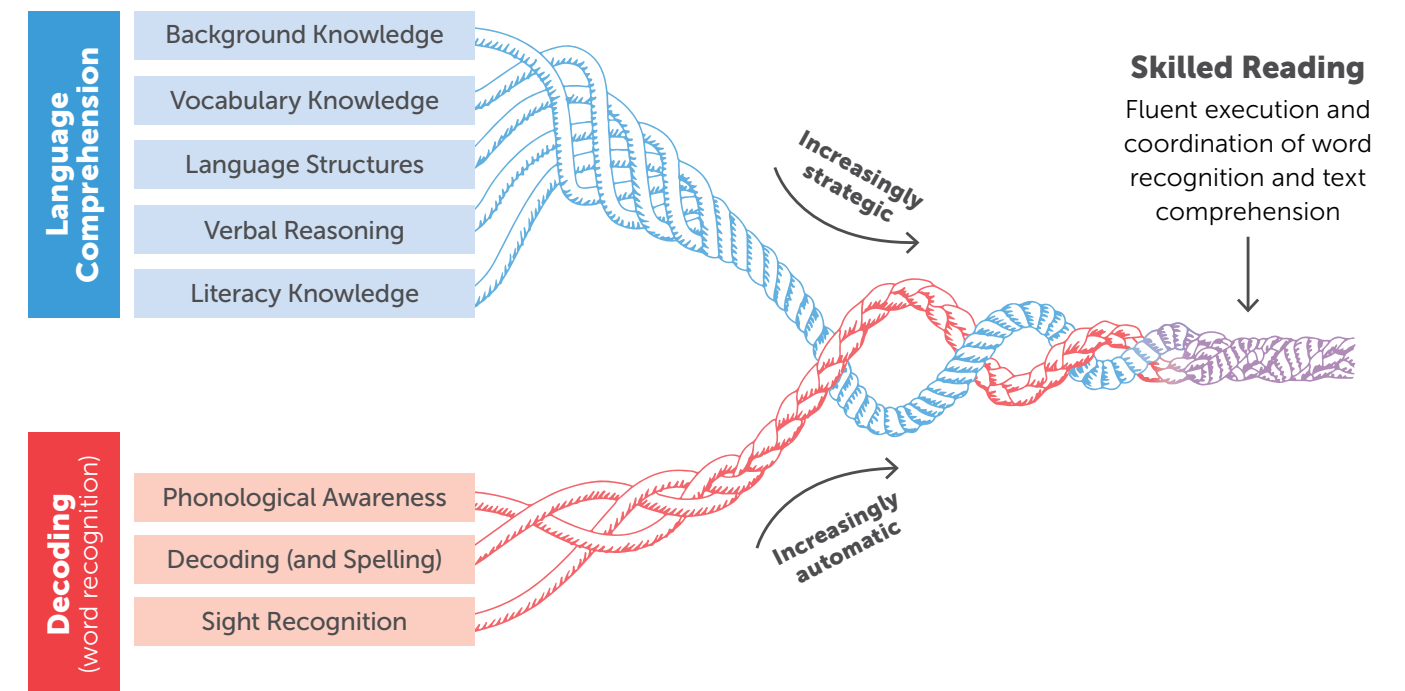 Language
Comprehension
Background Knowledge
Vocabulary Knowledge
Language Structures
Verbal Reasoning
Literacy Knowledge
Increasingly
strategic
Skilled Reading
Fluent execution and
coordination of word
recognition and text
comprehension
Decoding
(word recognition)
Phonological Awareness
Decoding (and Spelling)
Sight Recognition
Increasingly
automatic